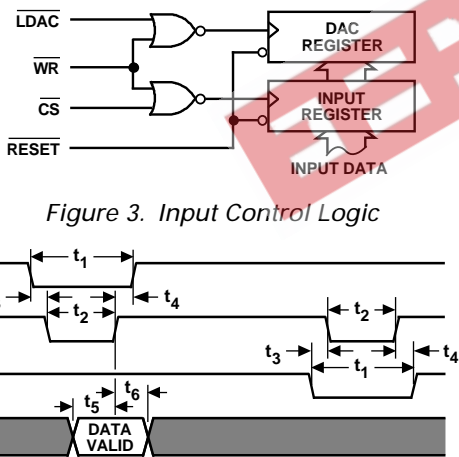 LDAC
DAC
REGISTER
WR
CS
INPUT
REGISTER
RESET
INPUT DATA
Figure 3. Input Control Logic
t1
t2
t4
t2
t3
t1
t4
t5
t6
DATA
VALID